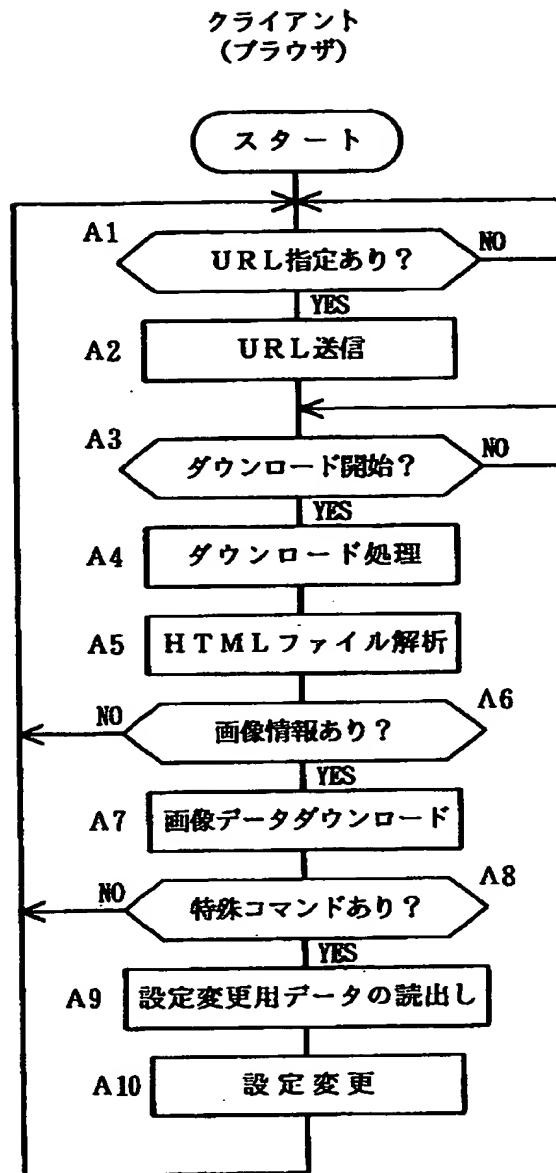 クライアント
(ブラウザ)
スタート
A1
URL指定あり?
NO
YES
A2
URL送信
A3
ダウンロード開始?
NO
YES
A4
ダウンロード処理
A5
HTMLファイル解析
A6
NO
画像情報あり?
YES
A7
画像データダウンロード
A8
NO
特殊コマンドあり?
YES
A9
設定変更用データの読出し
A10
設定変更